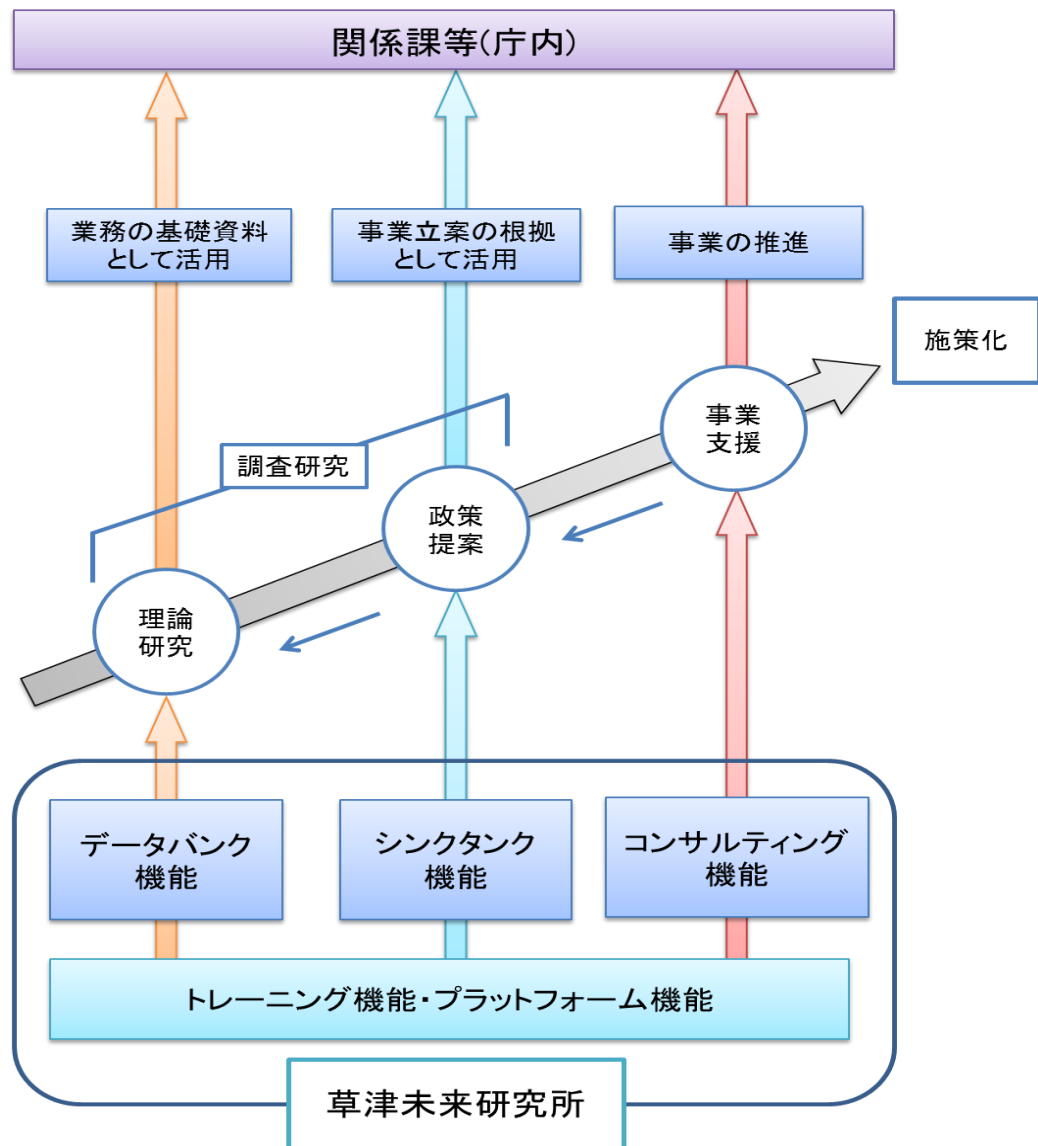 関係課等(庁内)
業務の基礎資料
として活用
事業立案の根拠
として活用
事業の推進
施策化
事業
支援
調査研究
政策
提案
理論
研究
データバンク
機能
シンクタンク
機能
コンサルティング
機能
トレーニング機能・プラットフォーム機能
草津未来研究所